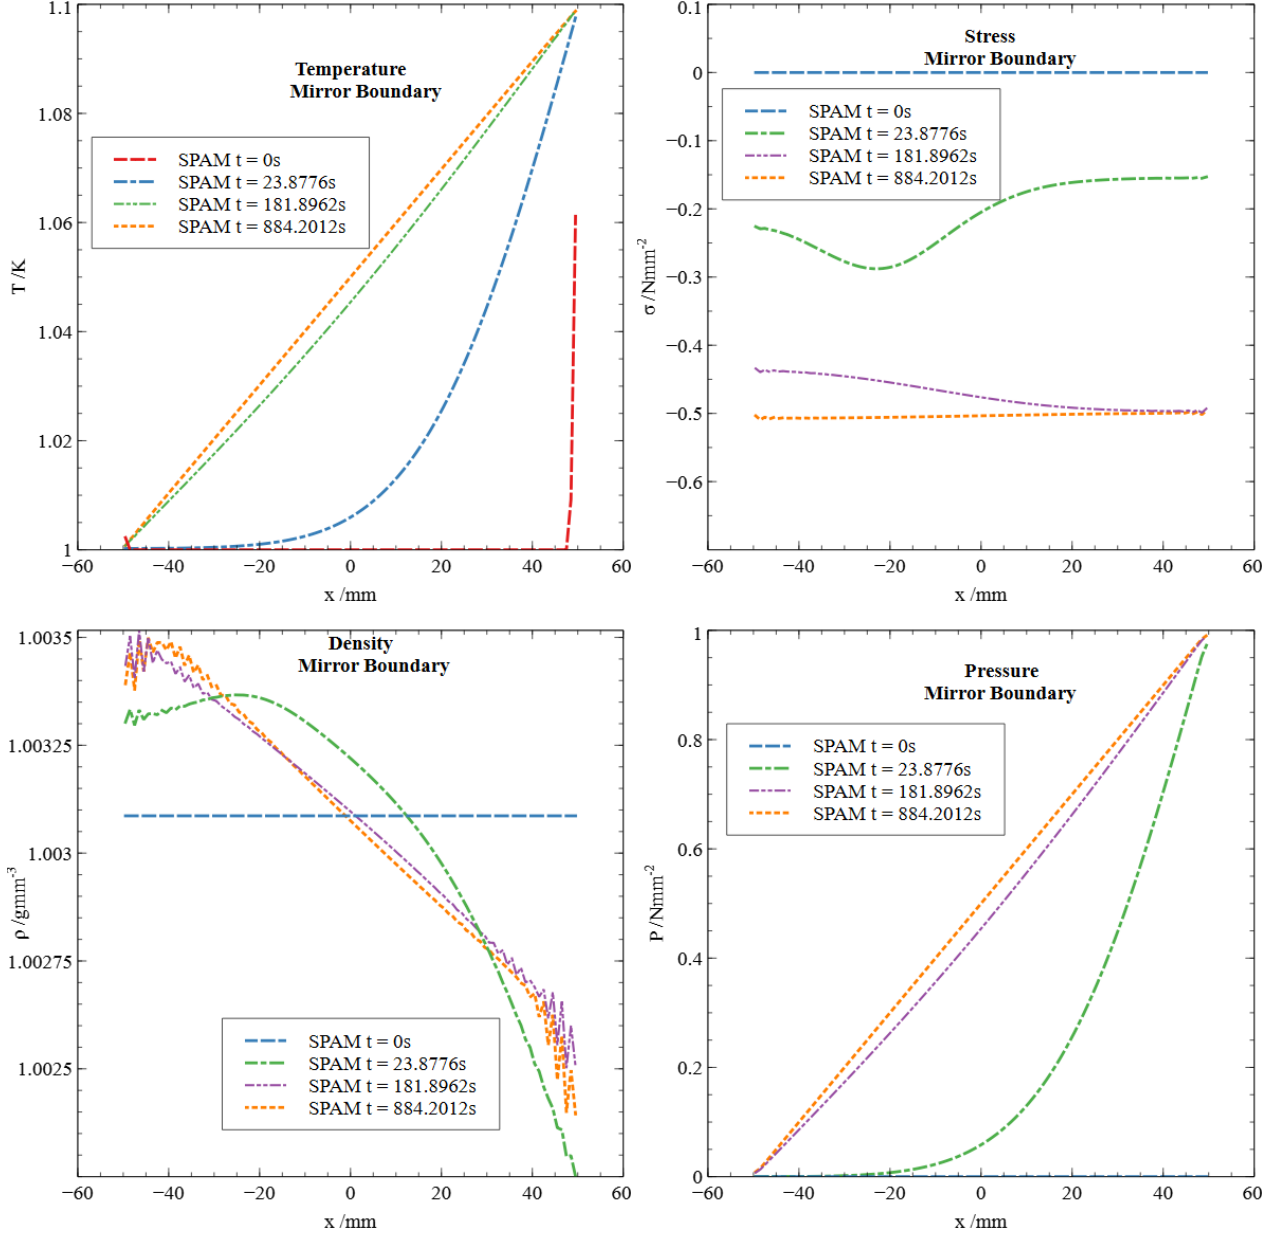 1.1
1.08
1.06
1.04
1.02
1
T /K
Temperature
Mirror Boundary
SPAM t = 0s
SPAM t = 23.8776s
SPAM t = 181.8962s
SPAM t = 884.2012s
−60 −40 −20 0 20 40 60
x /mm
0.1
0
−0.1
−0.2
−0.3
−0.4
−0.5
−0.6
σ /Nmm-2
Stress
Mirror Boundary
SPAM t = 0s
SPAM t = 23.8776s
SPAM t = 181.8962s
SPAM t = 884.2012s
−60 −40 −20 0 20 40 60
x /mm
1.0035
1.00325
1.003
1.00275
1.0025
ρ /gmm-3
Density
Mirror Boundary
SPAM t = 0s
SPAM t = 23.8776s
SPAM t = 181.8962s
SPAM t = 884.2012s
−60 −40 −20 0 20 40 60
x /mm
1
0.8
0.6
0.4
0.2
0
P /Nmm-2
Pressure
Mirror Boundary
SPAM t = 0s
SPAM t = 23.8776s
SPAM t = 181.8962s
SPAM t = 884.2012s
−60 −40 −20 0 20 40 60
x /mm